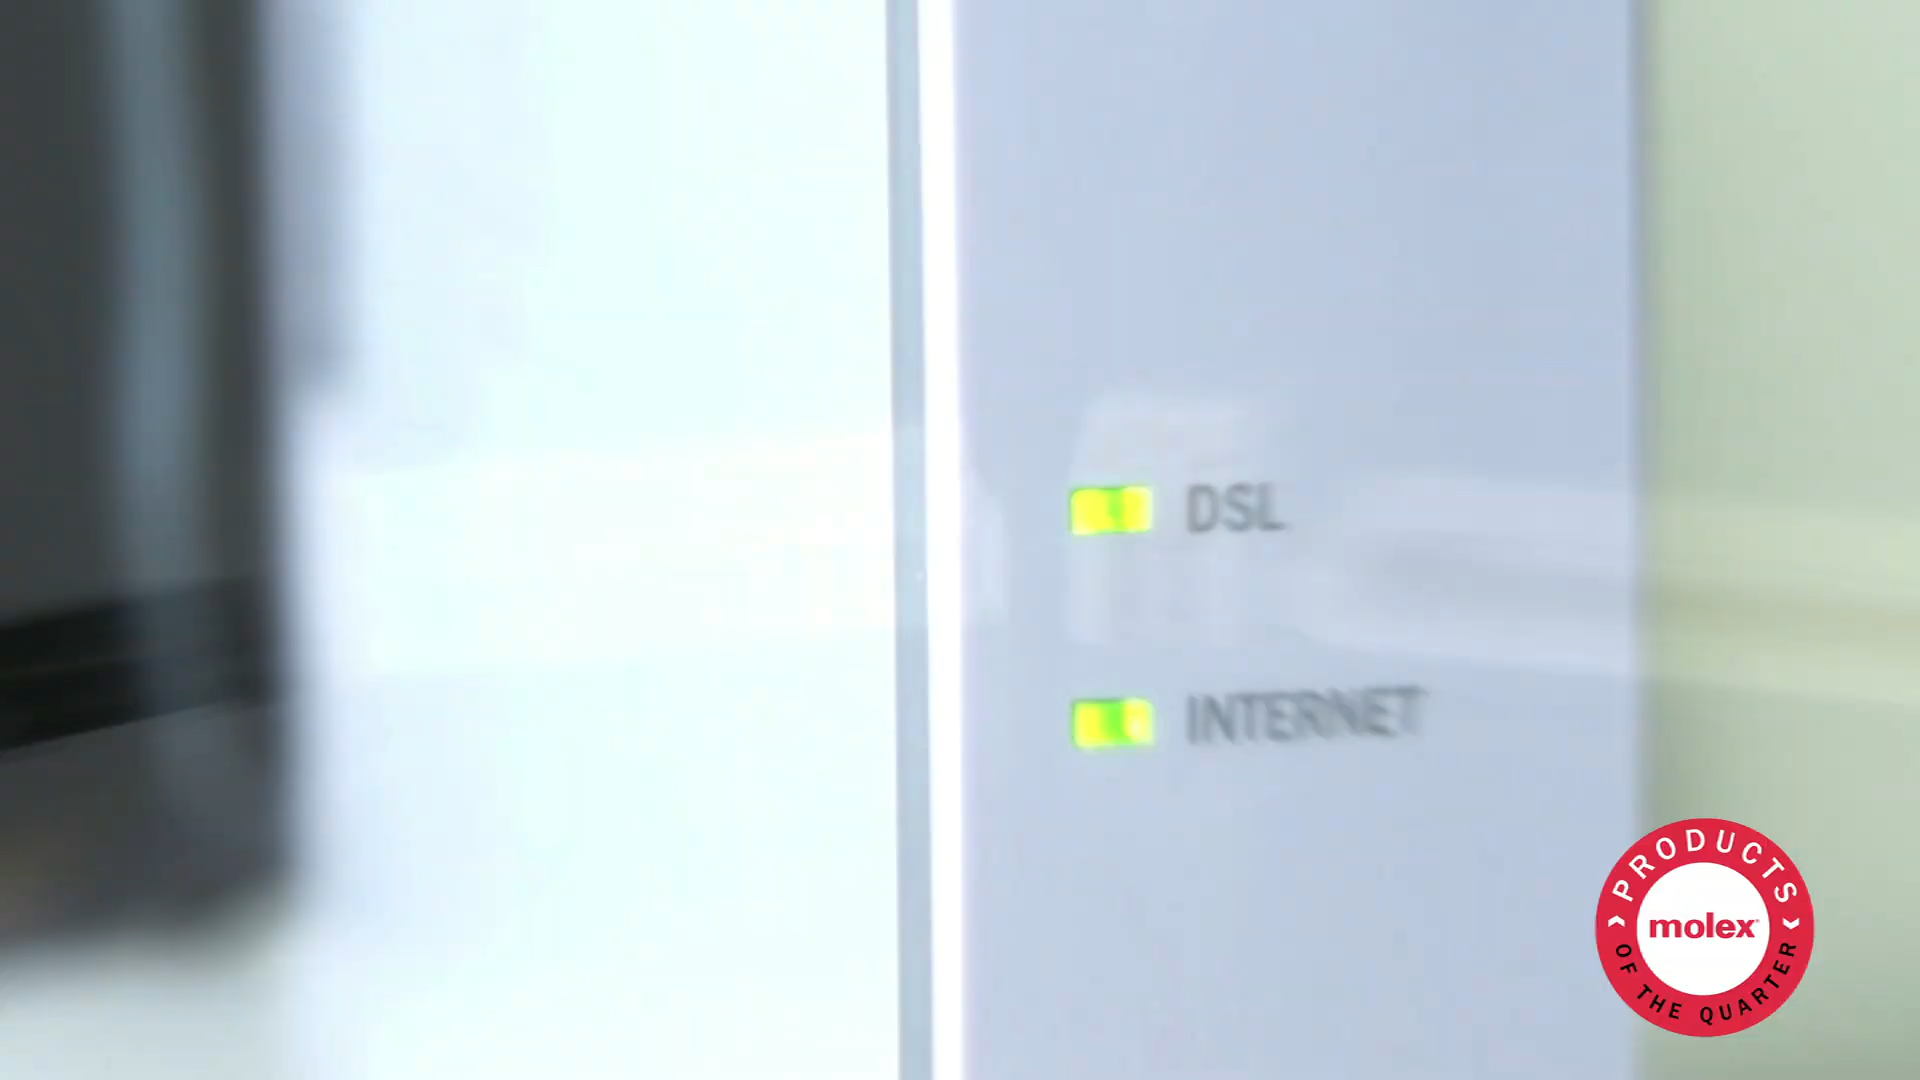 DSL
INTERNET
PRODUCTS
molex
OF THE QUARTER